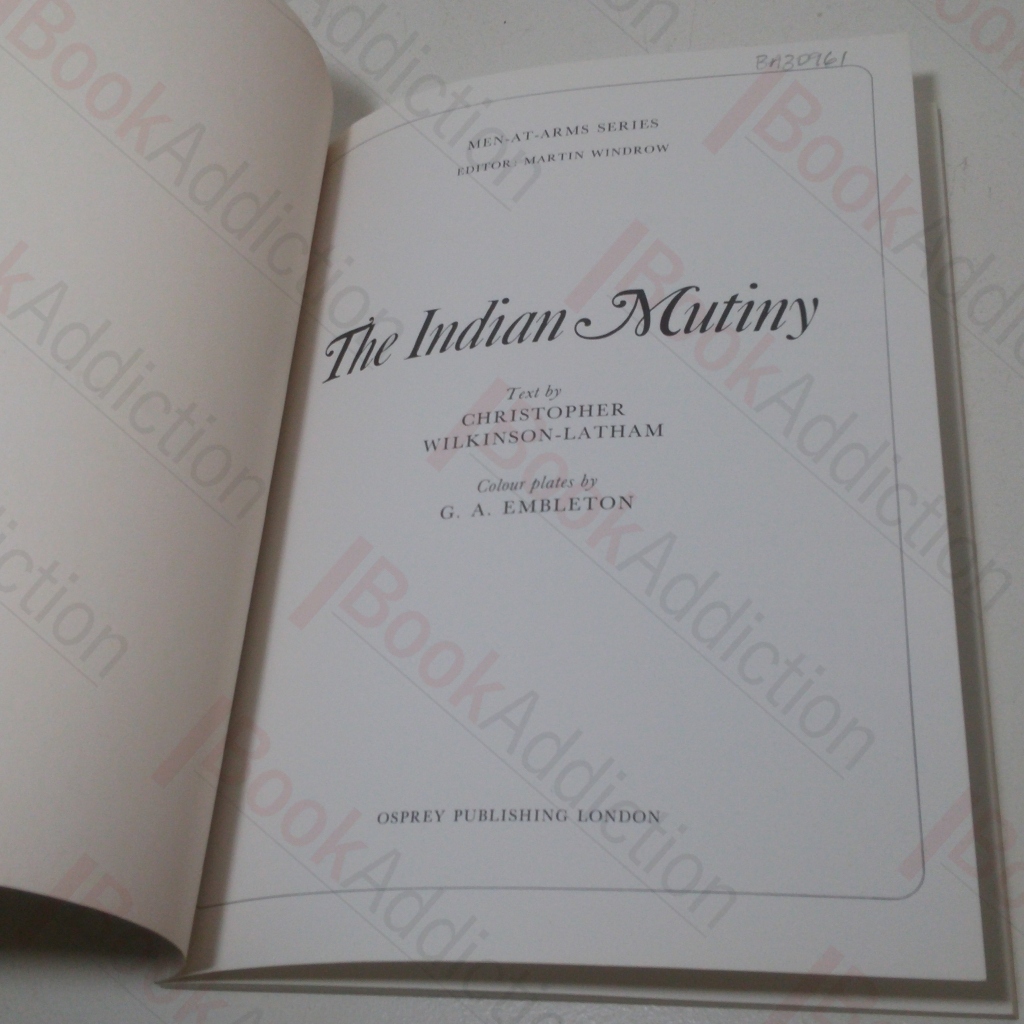 BA30961
MEN-AT-ARMS SERIES
EDITOR: MARTIN WINDROW
The Indian Mutiny
Text by
CHRISTOPHER
WILKINSON-LATHAM
Colour plates by
G. A. EMBLETON
OSPREY PUBLISHING LONDON
BookAddiction